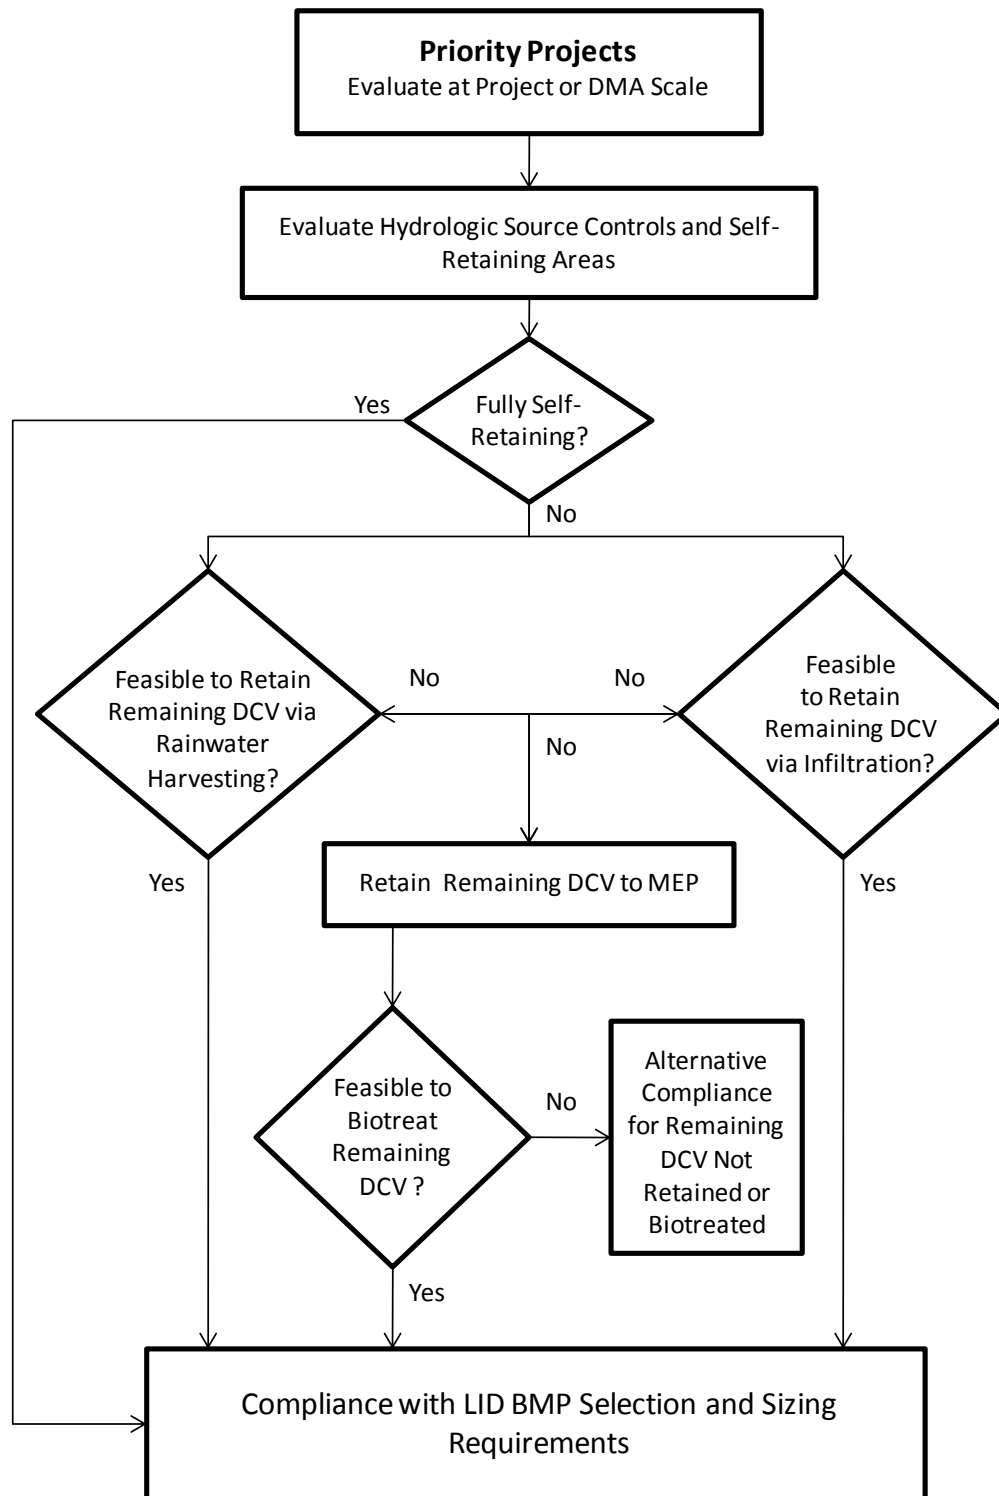 Priority Projects
Evaluate at Project or DMA Scale
Evaluate Hydrologic Source Controls and Self-
Retaining Areas
Yes
Fully Self-
Retaining?
No
Feasible to Retain
Remaining DCV via
Rainwater
Harvesting?
No
No
No
Feasible
to Retain
Remaining DCV
via Infiltration?
Yes
Retain Remaining DCV to MEP
Yes
Feasible to
Biotreat
Remaining
DCV ?
No
Alternative
Compliance
for Remaining
DCV Not
Retained or
Biotreated
Yes
Compliance with LID BMP Selection and Sizing
Requirements